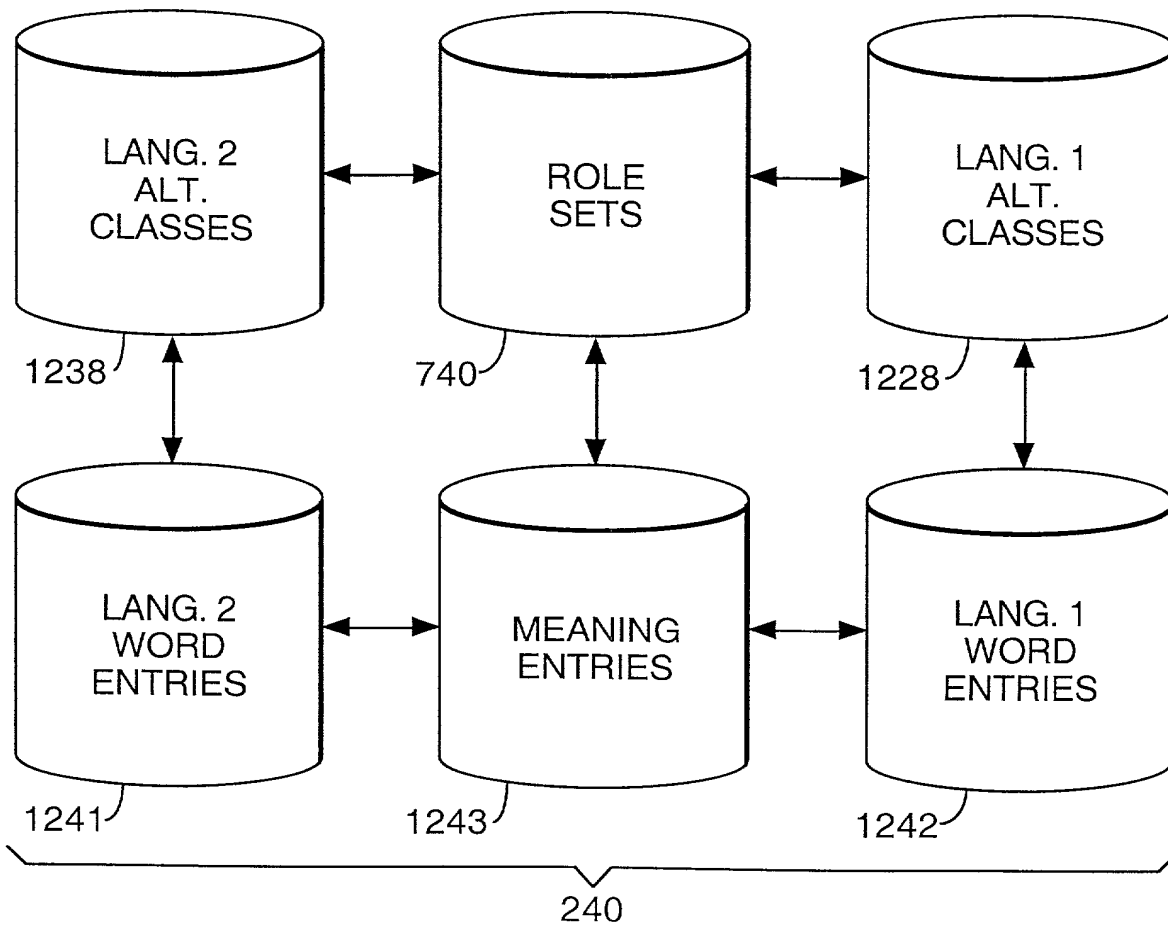 LANG. 2
ALT.
CLASSES
ROLE
SETS
LANG. 1
ALT.
CLASSES
1238
740
1228
LANG. 2
WORD
ENTRIES
MEANING
ENTRIES
LANG. 1
WORD
ENTRIES
1241
1243
1242
240